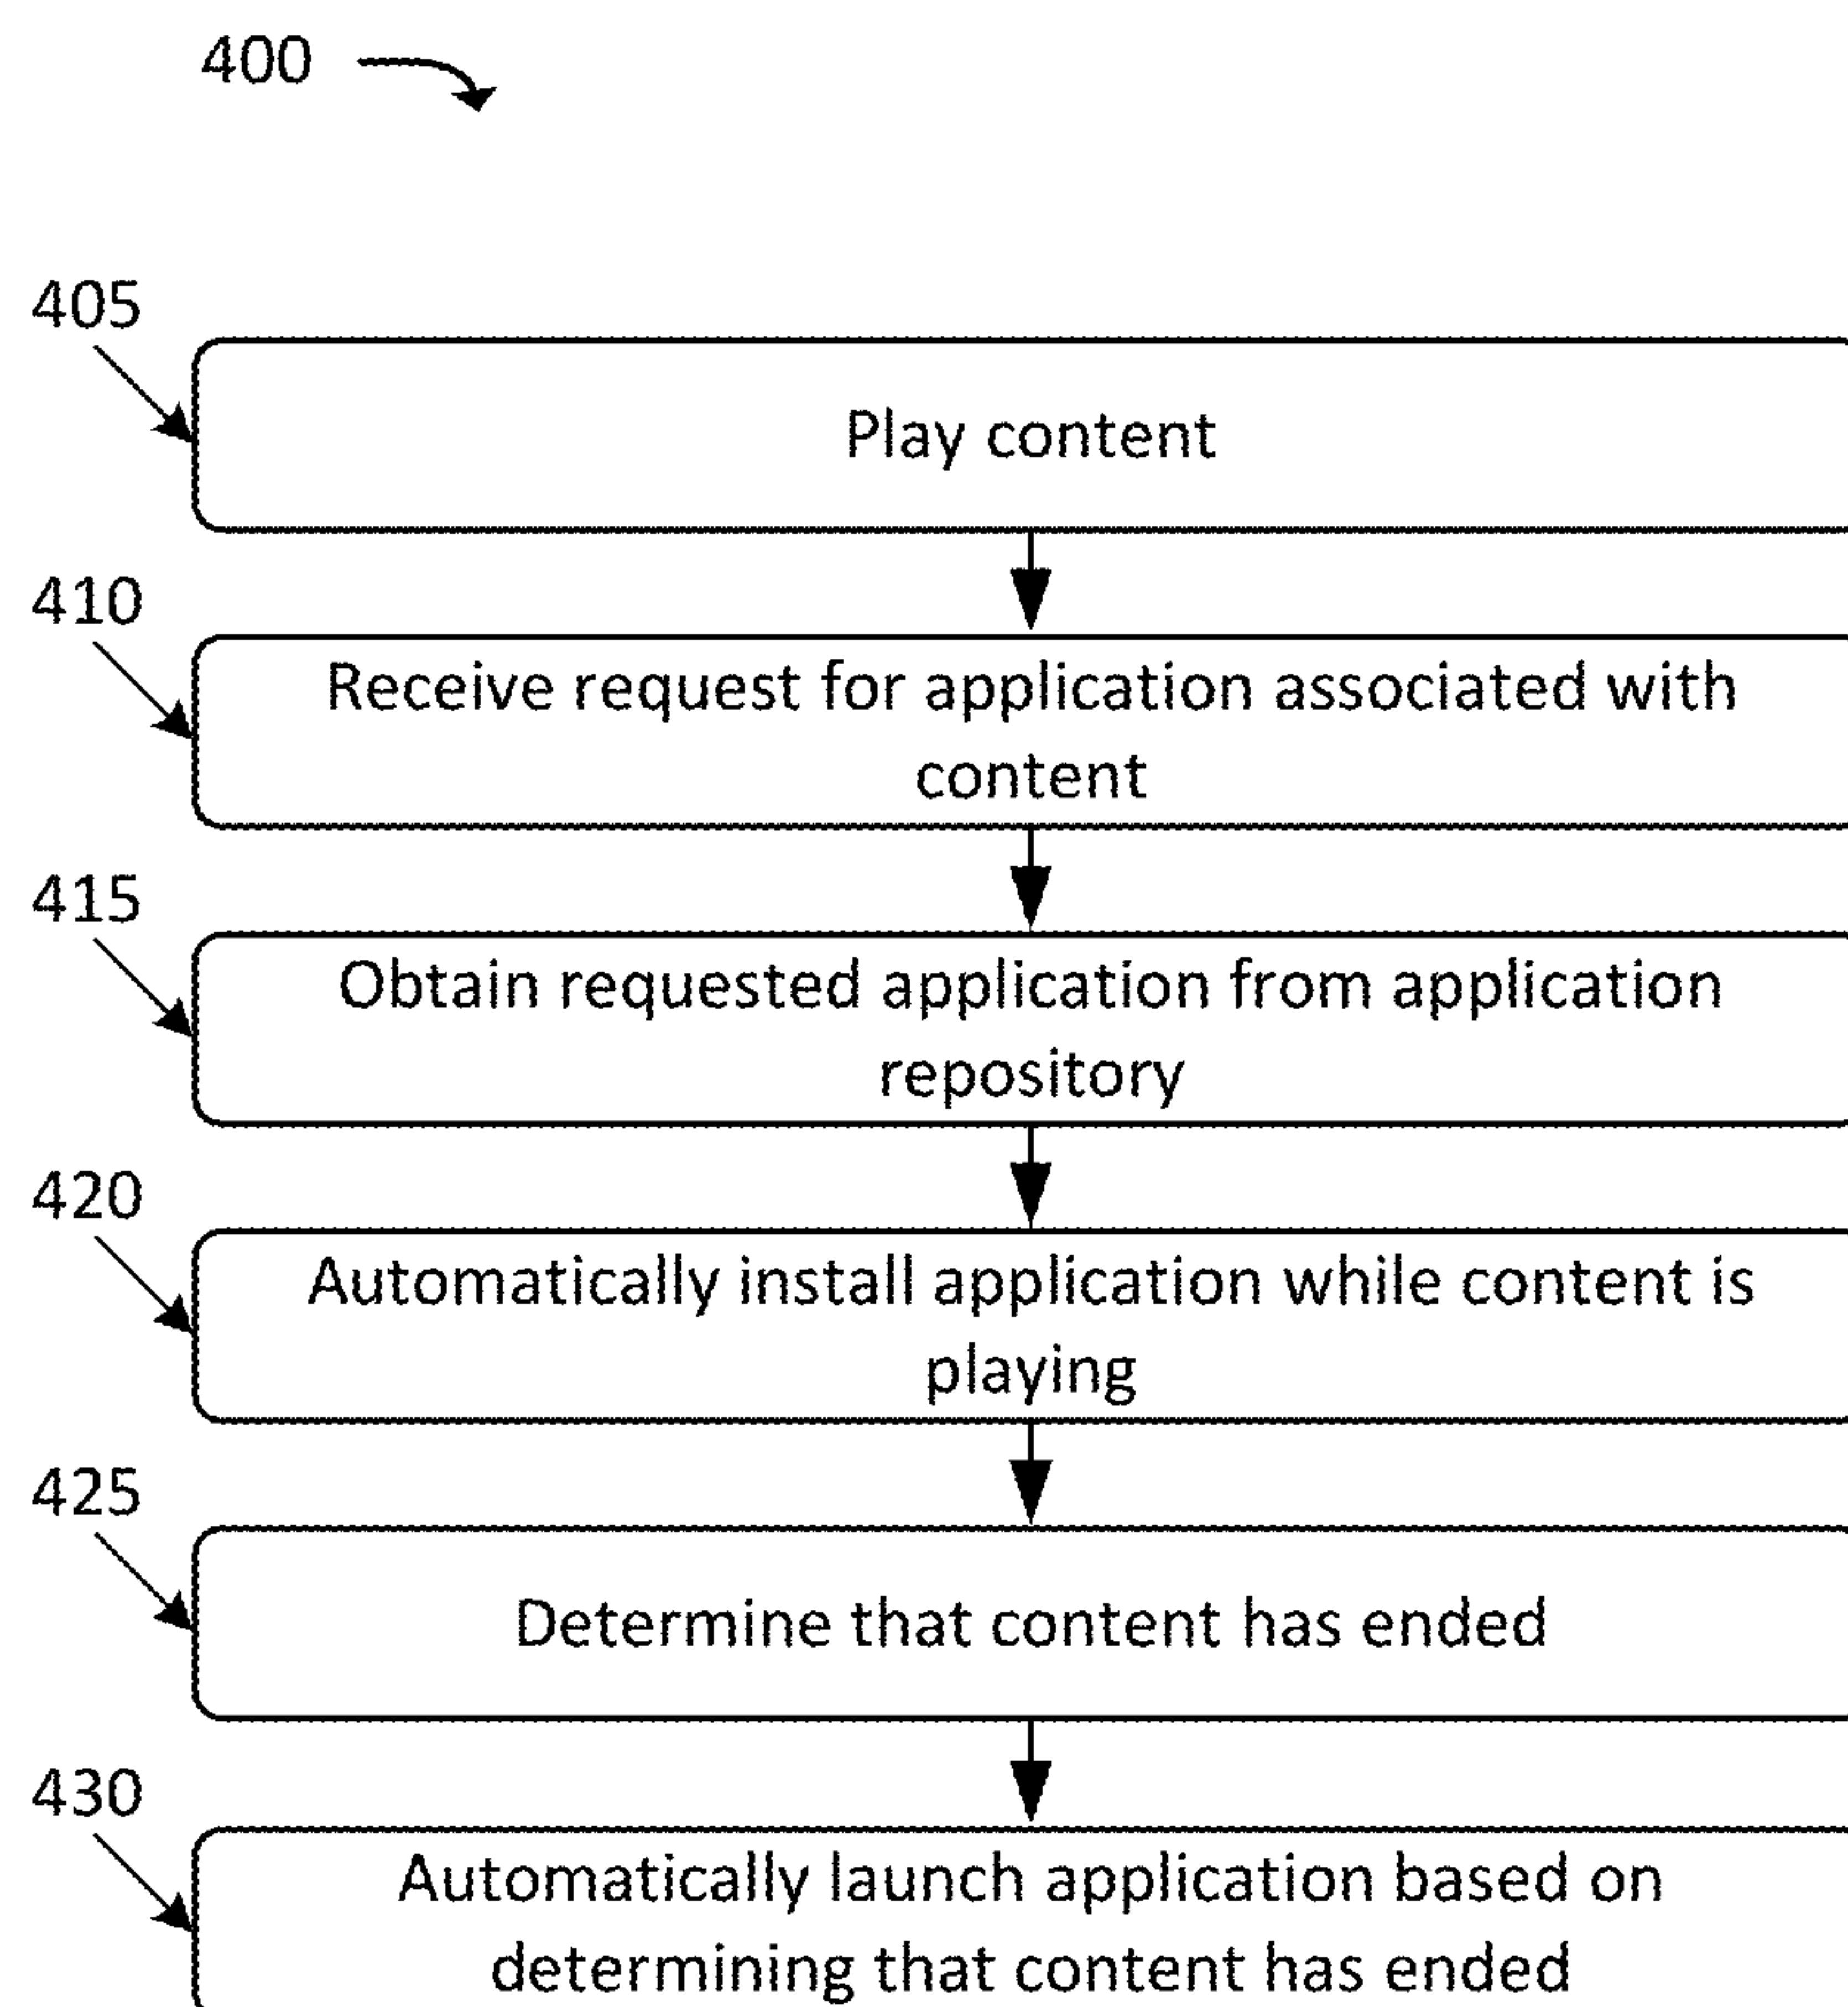 400
405
Play content
410
Receive request for application associated with
content
415
Obtain requested application from application
repository
420
Automatically install application while content is
playing
425
Determine that content has ended
430
Automatically launch application based on
determining that content has ended